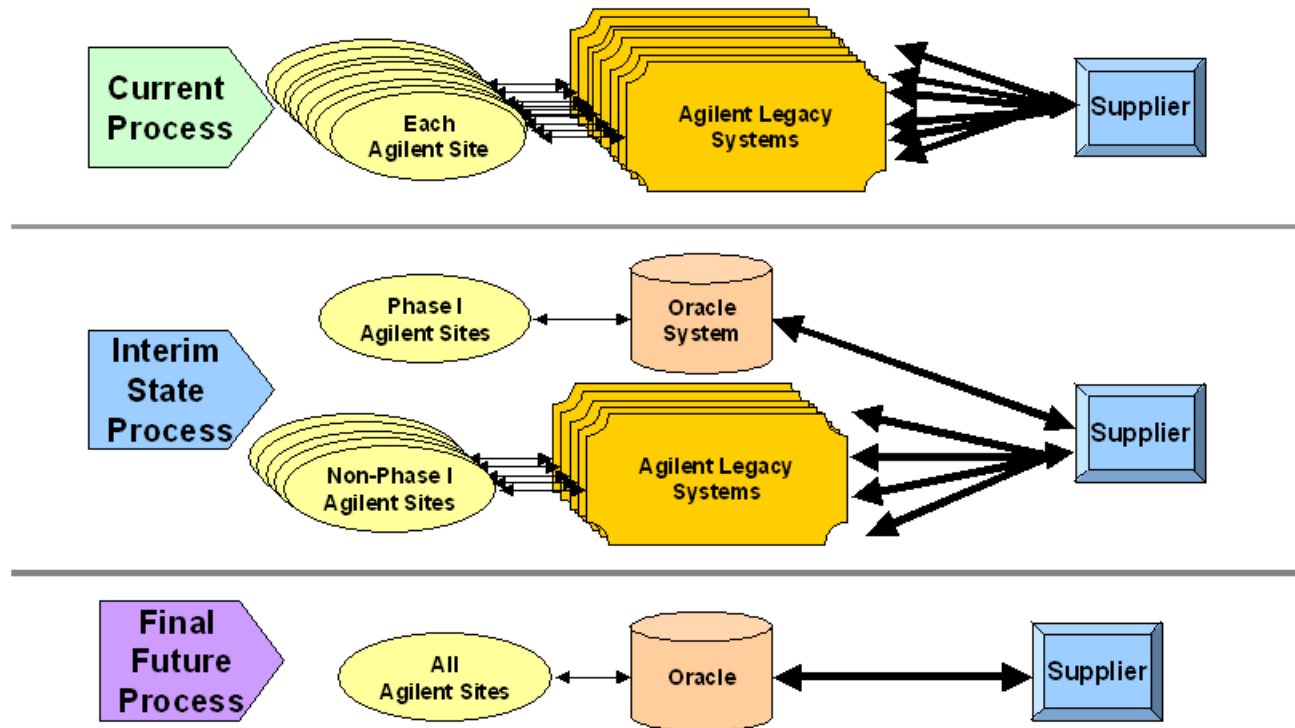 Current
Process
Each
Agilent Site
Agilent Legacy
Systems
Supplier
Interim
State
Process
Phase I
Agilent Sites
Oracle
System
Non-Phase I
Agilent Sites
Agilent Legacy
Systems
Supplier
Final
Future
Process
All
Agilent Sites
Oracle
Supplier